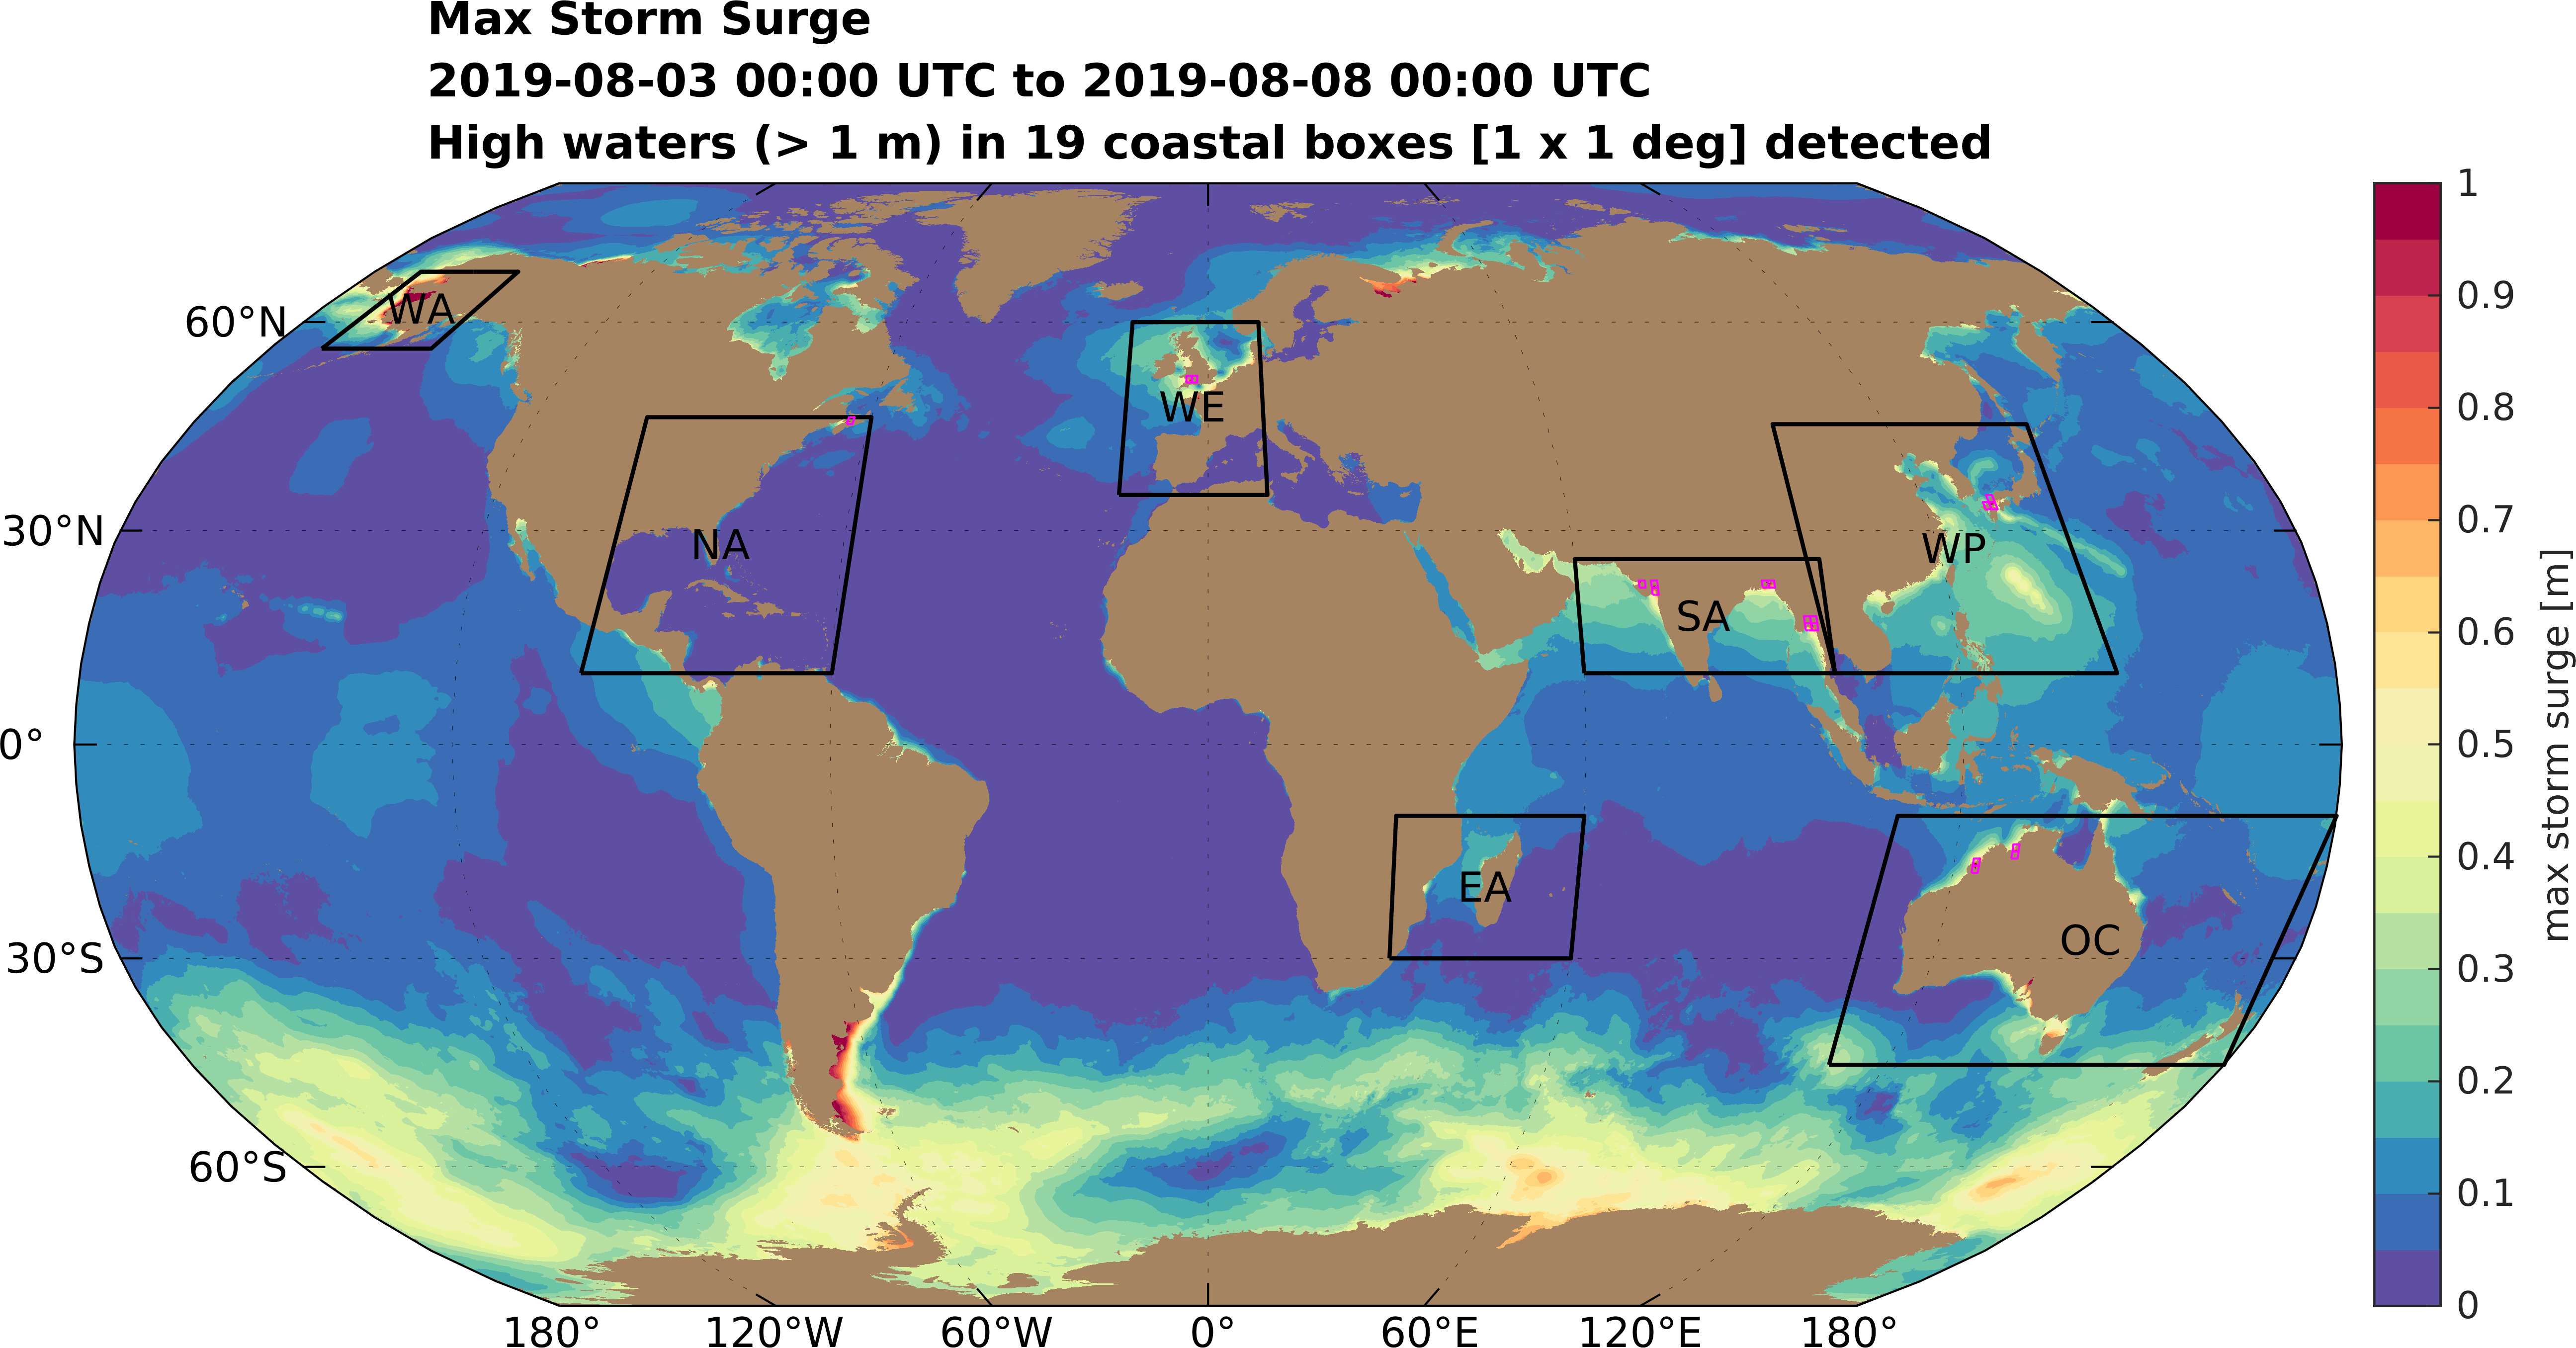 Max Storm Surge
2019-08-03 00:00 UTC to 2019-08-08 00:00 UTC
High waters (> 1 m) in 19 coastal boxes [1 x 1 deg] detected
60°N
30°N
0°
30°S
60°S
WA
WE
NA
WP
SA
EA
OC
180°
120°W
60°W
0°
60°E
120°E
180°
1
0.9
0.8
0.7
0.6
0.5
0.4
0.3
0.2
0.1
0
max storm surge [m]